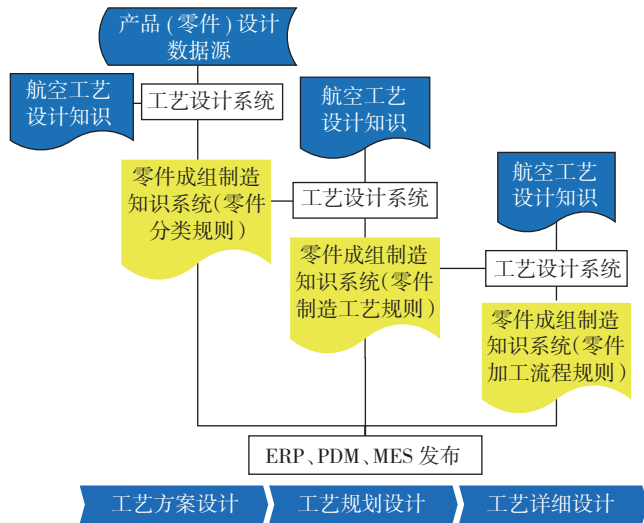 产品(零件)设计
数据源
航空工艺
设计知识
工艺设计系统
航空工艺
设计知识
零件成组制造
知识系统(零件
分类规则)
工艺设计系统
航空工艺
设计知识
零件成组制造
知识系统(零件
制造工艺规则)
工艺设计系统
零件成组制造
知识系统(零件
加工流程规则)
ERP、PDM、MES 发布
工艺方案设计
工艺规划设计
工艺详细设计